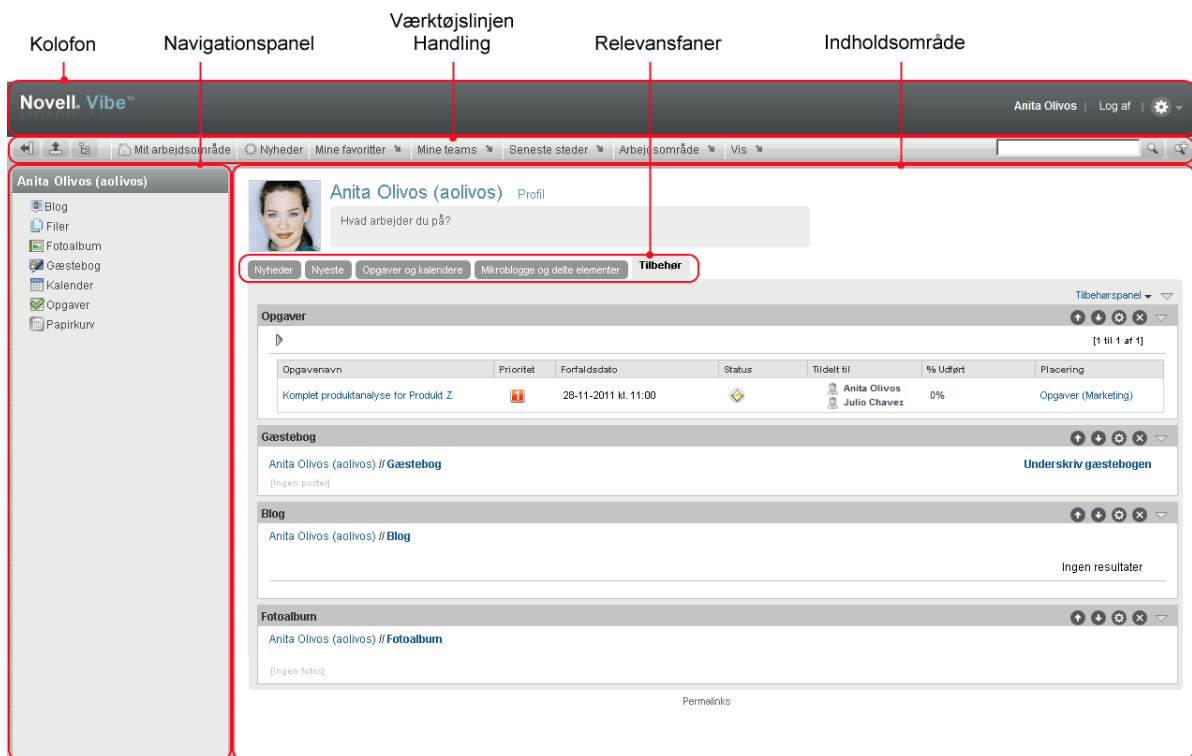 Kolofon
Navigationspanel
Værktøjslinjen
Handling
Relevansfaner
Indholdsområde
Novell. Vibe™
Anita Olivos | Log af |
Mit arbejdsområde Nyheder Mine favoritter Mine teams Seneste steder Arbejdsområde Vis
Anita Olivos (aolivos)
Blog
Filer
Fotoalbum
Gæstebog
Kalender
Opgaver
Papirkurv
Anita Olivos (aolivos) Profil
Hvad arbejder du på?
Nyheder Nyeste Opgaver og kalendere Mikroblogge og delte elementer Tilbehør
Tilbehørspanel
Opgaver
[1 til 1 af 1]
Opgavenavn Prioritet Forfaldsdato Status Tildelt til % Udført Placering
Komplet produktanalyse for Produkt Z 1 28-11-2011 kl. 11:00 Anita Olivos 0% Opgaver (Marketing)
Julio Chavez
Gæstebog
Anita Olivos (aolivos) // Gæstebog Underskriv gæstebogen
[Ingen poster]
Blog
Anita Olivos (aolivos) // Blog
Ingen resultater
Fotoalbum
Anita Olivos (aolivos) // Fotoalbum
[Ingen fotos]
Permalinks